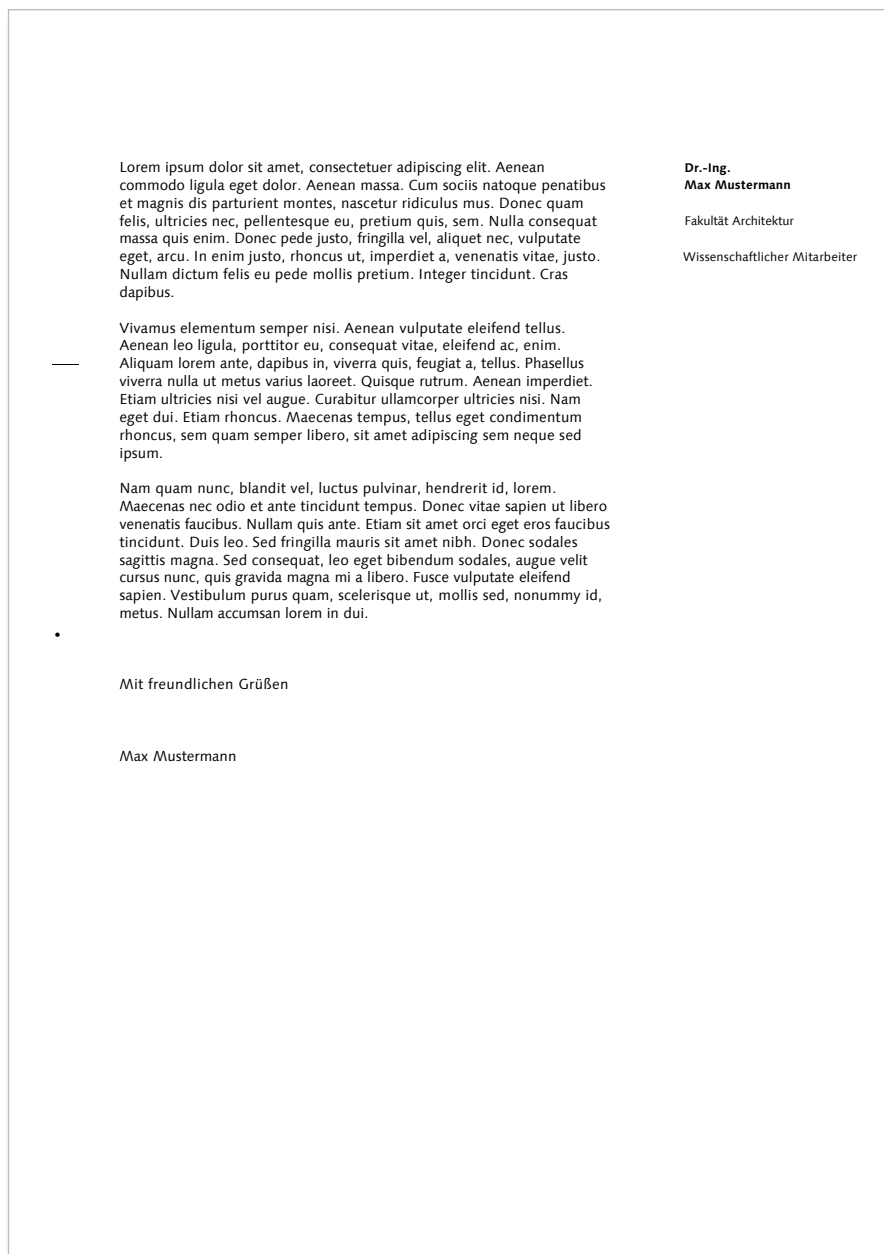 Lorem ipsum dolor sit amet, consectetuer adipiscing elit. Aenean
commodo ligula eget dolor. Aenean massa. Cum sociis natoque penatibus
et magnis dis parturient montes, nascetur ridiculus mus. Donec quam
felis, ultricies nec, pellentesque eu, pretium quis, sem. Nulla consequat
massa quis enim. Donec pede justo, fringilla vel, aliquet nec, vulputate
eget, arcu. In enim justo, rhoncus ut, imperdiet a, venenatis vitae, justo.
Nullam dictum felis eu pede mollis pretium. Integer tincidunt. Cras
dapibus.
Vivamus elementum semper nisi. Aenean vulputate eleifend tellus.
Aenean leo ligula, porttitor eu, consequat vitae, eleifend ac, enim.
Aliquam lorem ante, dapibus in, viverra quis, feugiat a, tellus. Phasellus
viverra nulla ut metus varius laoreet. Quisque rutrum. Aenean imperdiet.
Etiam ultricies nisi vel augue. Curabitur ullamcorper ultricies nisi. Nam
eget dui. Etiam rhoncus. Maecenas tempus, tellus eget condimentum
rhoncus, sem quam semper libero, sit amet adipiscing sem neque sed
ipsum.
Nam quam nunc, blandit vel, luctus pulvinar, hendrerit id, lorem.
Maecenas nec odio et ante tincidunt tempus. Donec vitae sapien ut libero
venenatis faucibus. Nullam quis ante. Etiam sit amet orci eget eros faucibus
tincidunt. Duis leo. Sed fringilla mauris sit amet nibh. Donec sodales
sagittis magna. Sed consequat, leo eget bibendum sodales, augue velit
cursus nunc, quis gravida magna mi a libero. Fusce vulputate eleifend
sapien. Vestibulum purus quam, scelerisque ut, mollis sed, nonummy id,
metus. Nullam accumsan lorem in dui.
Mit freundlichen Grüßen
Max Mustermann
Dr.-Ing.
Max Mustermann
Fakultät Architektur
Wissenschaftlicher Mitarbeiter